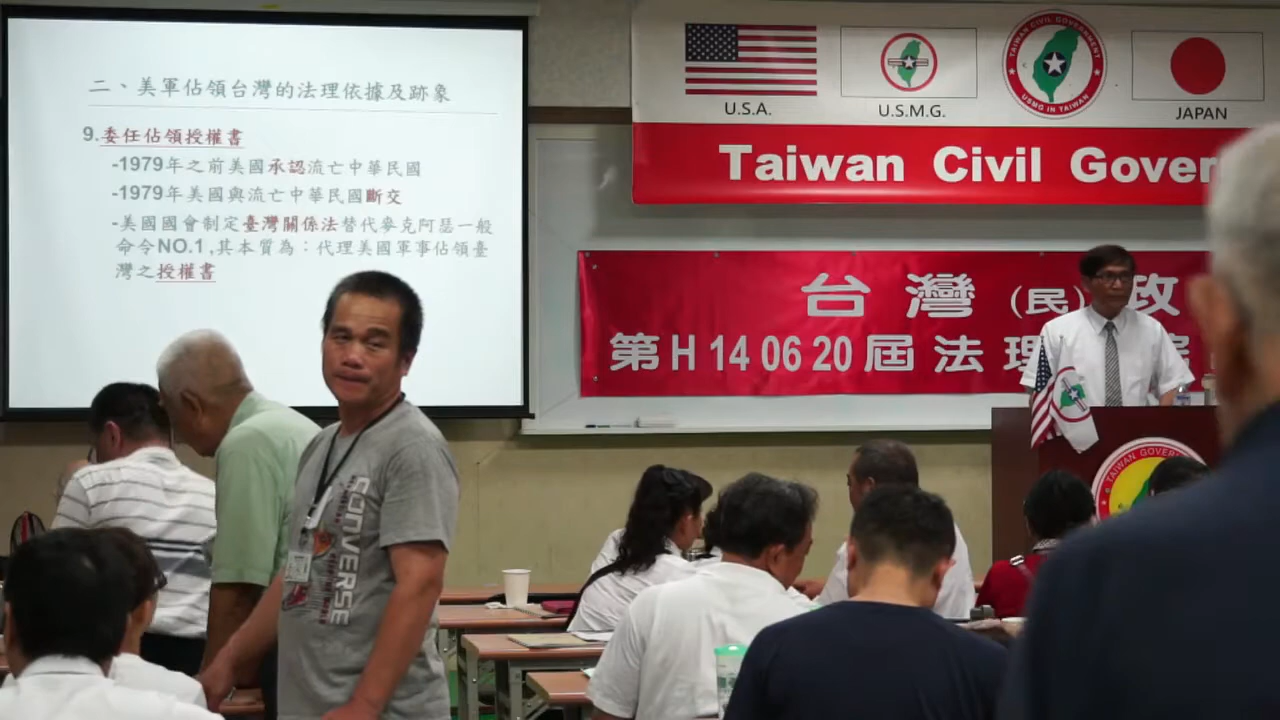 二、美軍佔領台灣的法理依據及跡象
9.委任佔領授權書
-1979年之前美國承認流亡中華民國
-1979年美國與流亡中華民國斷交
-美國國會制定臺灣關係法替代麥克阿瑟一般
命令NO.1,其本質為：代理美國軍事佔領臺
灣之授權書
U.S.A.
U.S.M.G.
TAIWAN CIVIL GOVERNMENT
USMG IN TAIWAN
JAPAN
Taiwan Civil Gover
台灣(民)政
第H 14 06 20屆法理
TAIWAN GOVERN
CONVERSE